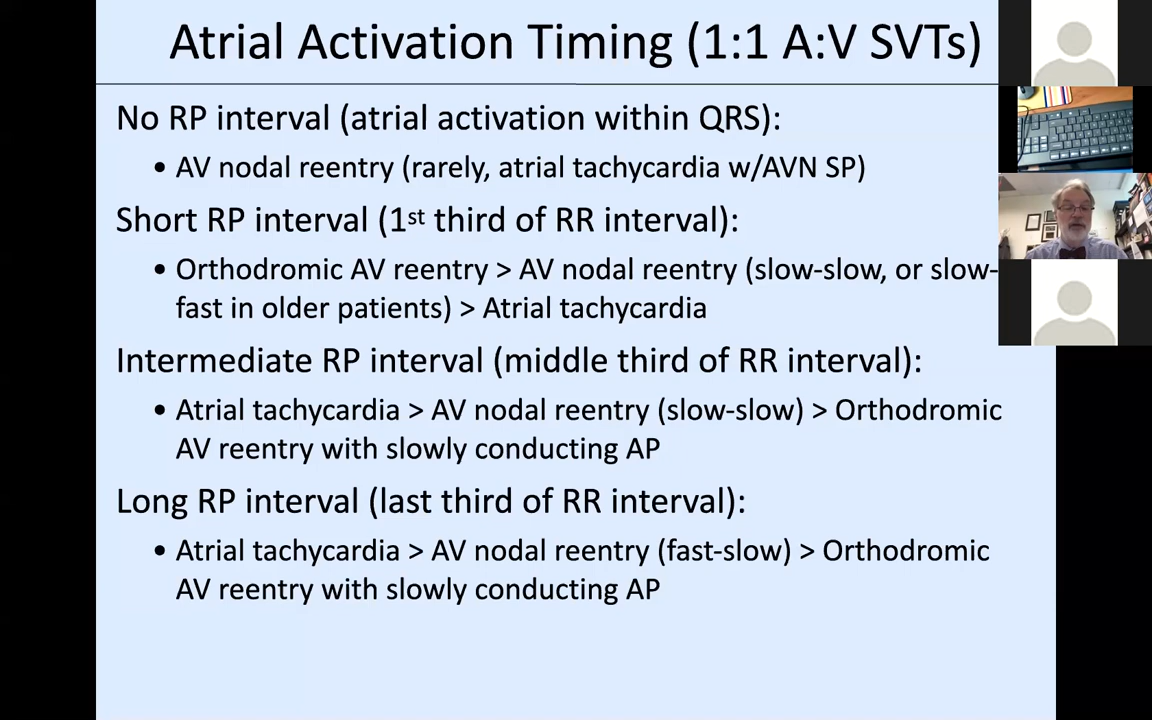 Atrial Activation Timing (1:1 A:V SVTs)
No RP interval (atrial activation within QRS):
• AV nodal reentry (rarely, atrial tachycardia w/AVN SP)
Short RP interval (1st third of RR interval):
• Orthodromic AV reentry > AV nodal reentry (slow-slow, or slow-
fast in older patients) > Atrial tachycardia
Intermediate RP interval (middle third of RR interval):
• Atrial tachycardia > AV nodal reentry (slow-slow) > Orthodromic
AV reentry with slowly conducting AP
Long RP interval (last third of RR interval):
• Atrial tachycardia > AV nodal reentry (fast-slow) > Orthodromic
AV reentry with slowly conducting AP